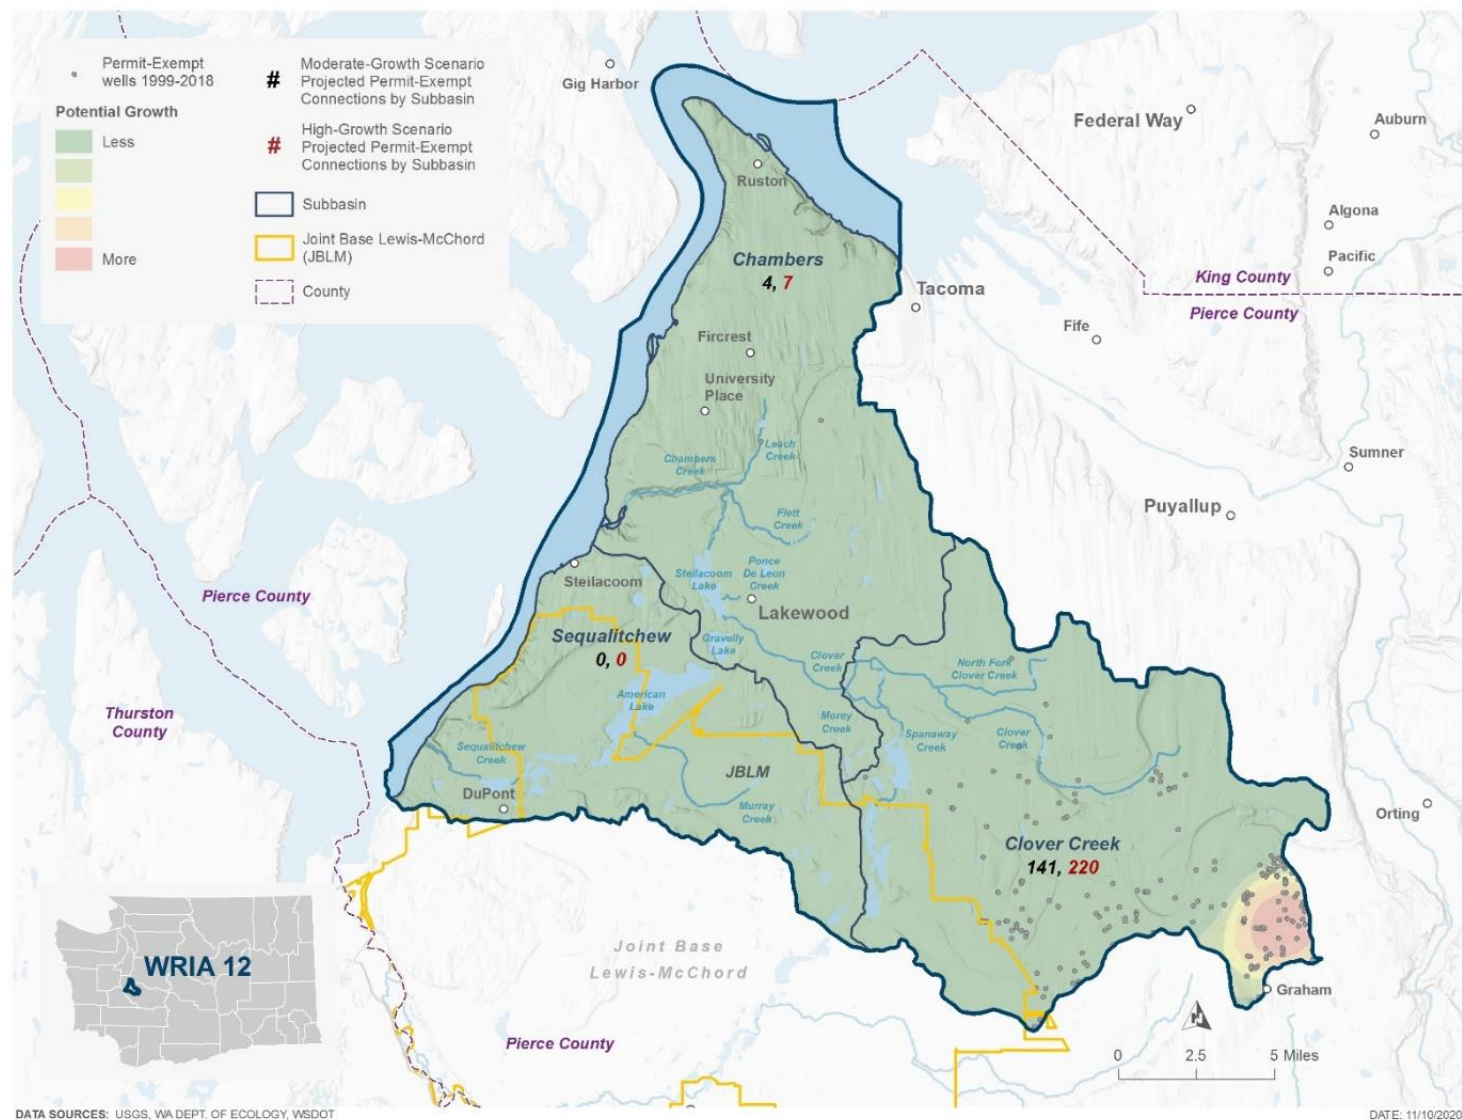 Permit-Exempt
wells 1999-2018
Potential Growth
Less
More
#
Moderate-Growth Scenario
Projected Permit-Exempt
Connections by Subbasin
#
High-Growth Scenario
Projected Permit-Exempt
Connections by Subbasin
Subbasin
Joint Base Lewis-McChord
(JBLM)
County
Gig Harbor
Federal Way
Auburn
Ruston
Algona
Pacific
Chambers
4, 7
King County
Pierce County
Tacoma
Fife
Fircrest
University
Place
Leach
Creek
Chambers
Creek
Sumner
Puyallup
Flett
Creek
Steilacoom
Steilacoom
Lake
Ponce
De Leon
Creek
Lakewood
Pierce County
Sequalitchew
0, 0
Gravelly
Lake
Clover
Creek
North Fork
Clover Creek
American
Lake
Thurston
County
Morey
Creek
Spanaway
Creek
Clover
Creek
Sequalitchew
Creek
JBLM
DuPont
Murray
Creek
Orting
Clover Creek
141, 220
WRIA 12
Joint Base
Lewis-McChord
Graham
N
Pierce County
0 2.5 5 Miles
DATA SOURCES: USGS, WA DEPT. OF ECOLOGY, WSDOT
DATE: 11/10/2020